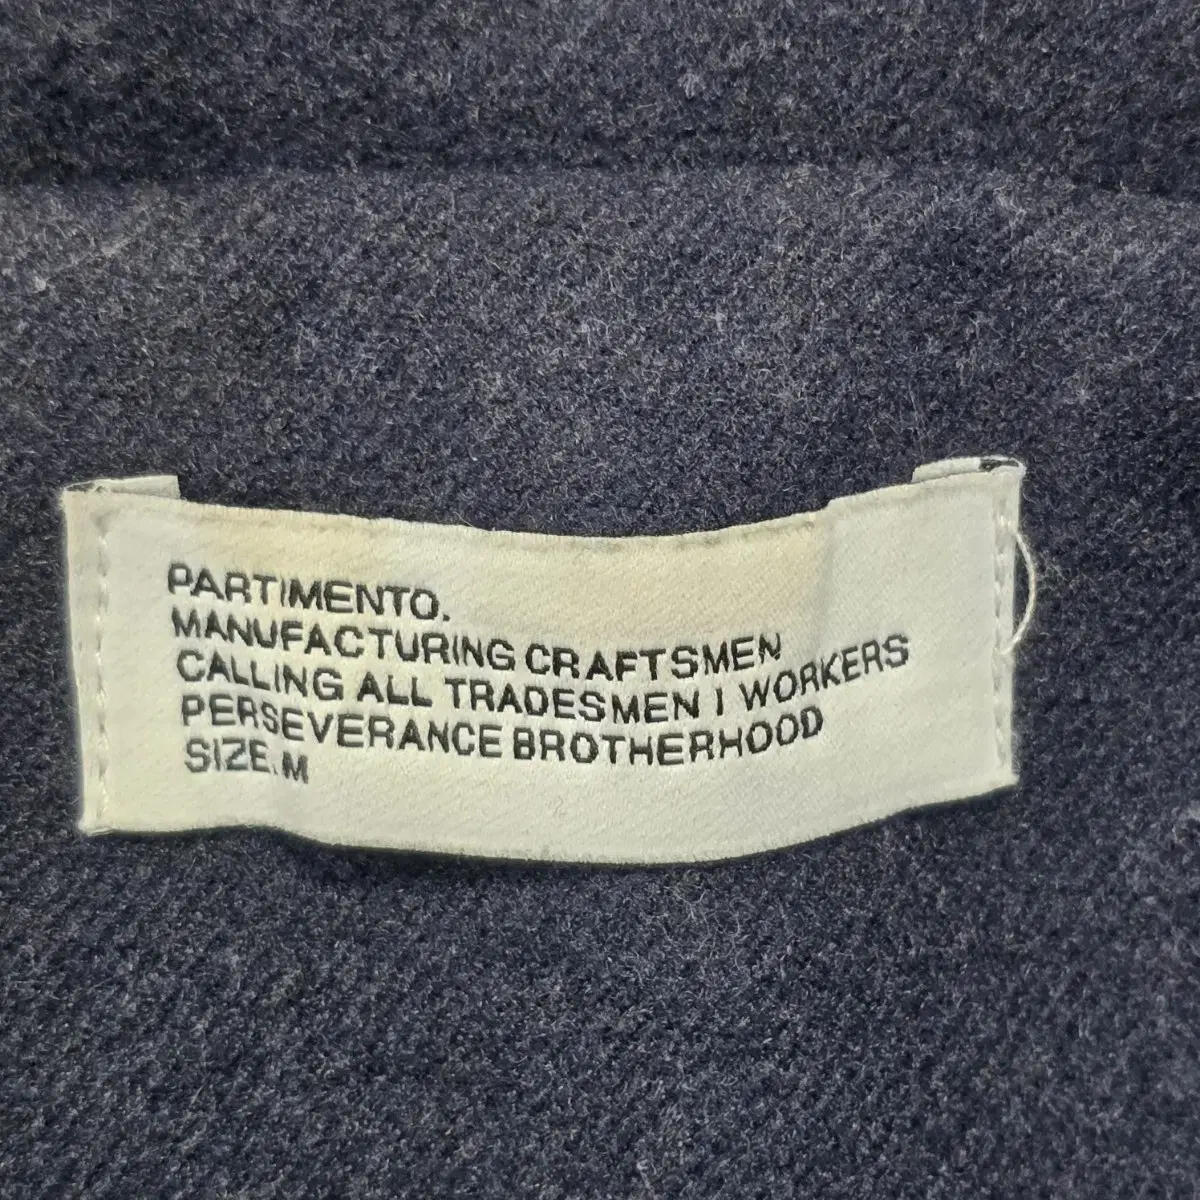 PARTIMENTO.
MANUFACTURING CRAFTSMEN
CALLING ALL TRADESMEN | WORKERS
PERSEVERANCE BROTHERHOOD
SIZE.M